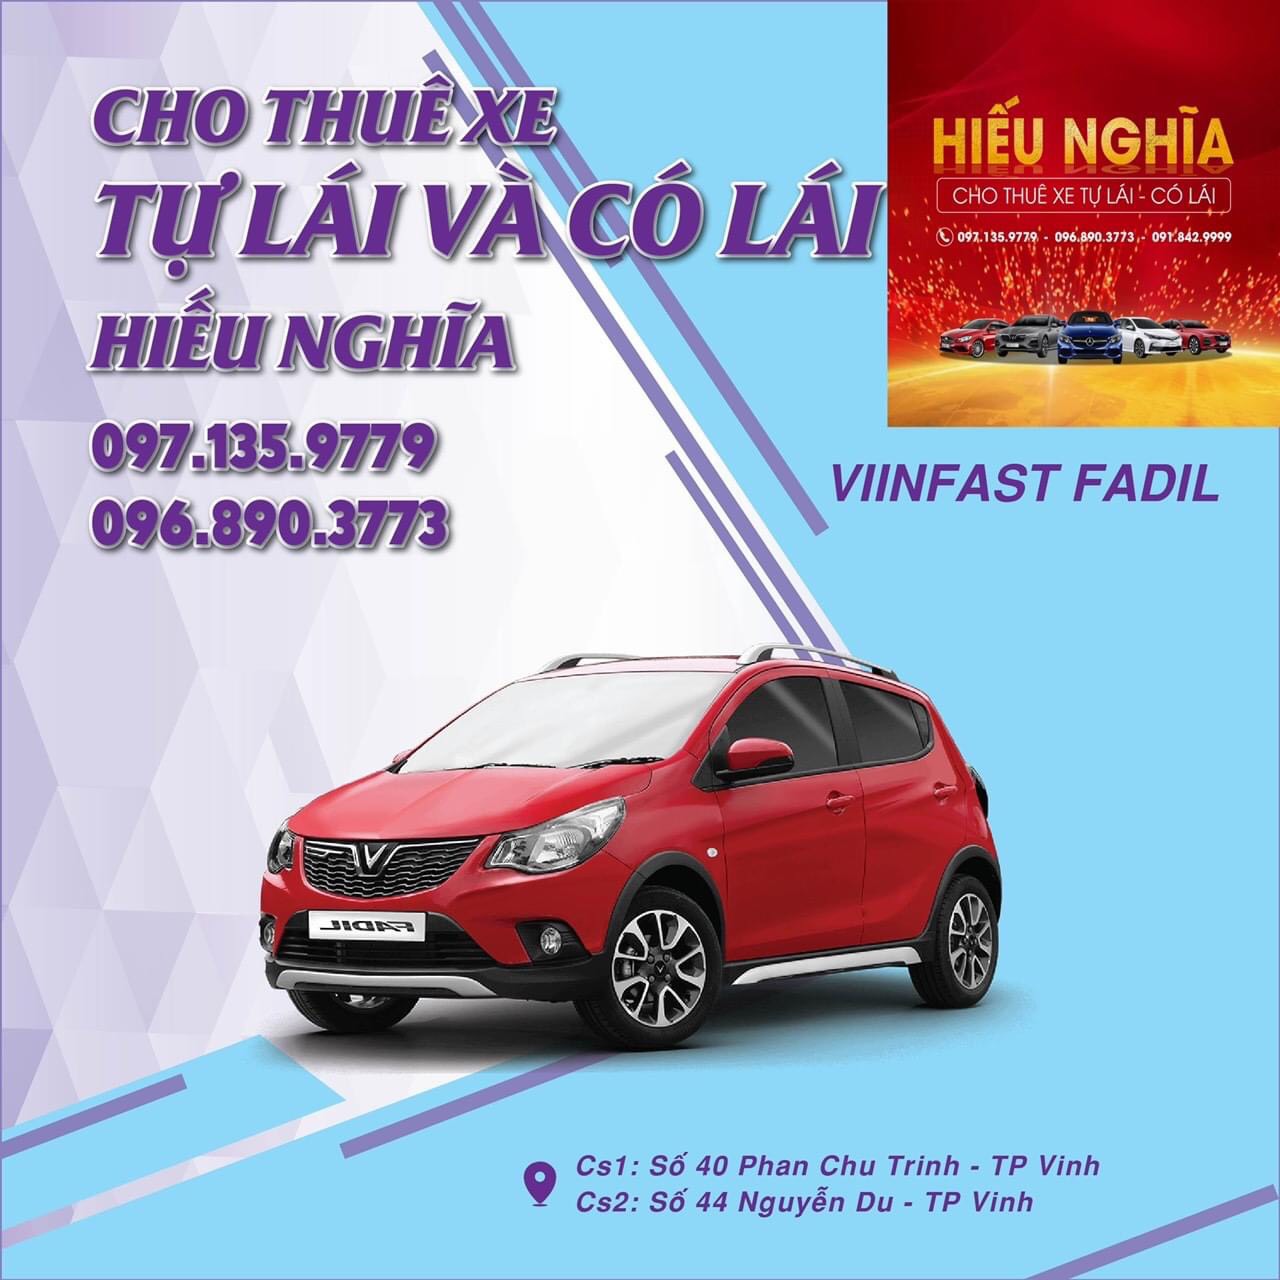 CHO THUÊ XE
TỰ LÁI VÀ CÓ LÁI
HIẾU NGHĨA
097.135.9779
096.890.3773
HIẾU NGHĨA
CHO THUÊ XE TỰ LÁI - CÓ LÁI
097.135.9779 - 096.890.3773 - 091.842.9999
VIINFAST FADIL
FADIL
Cs1: Số 40 Phan Chu Trinh - TP Vinh
Cs2: Số 44 Nguyễn Du - TP Vinh